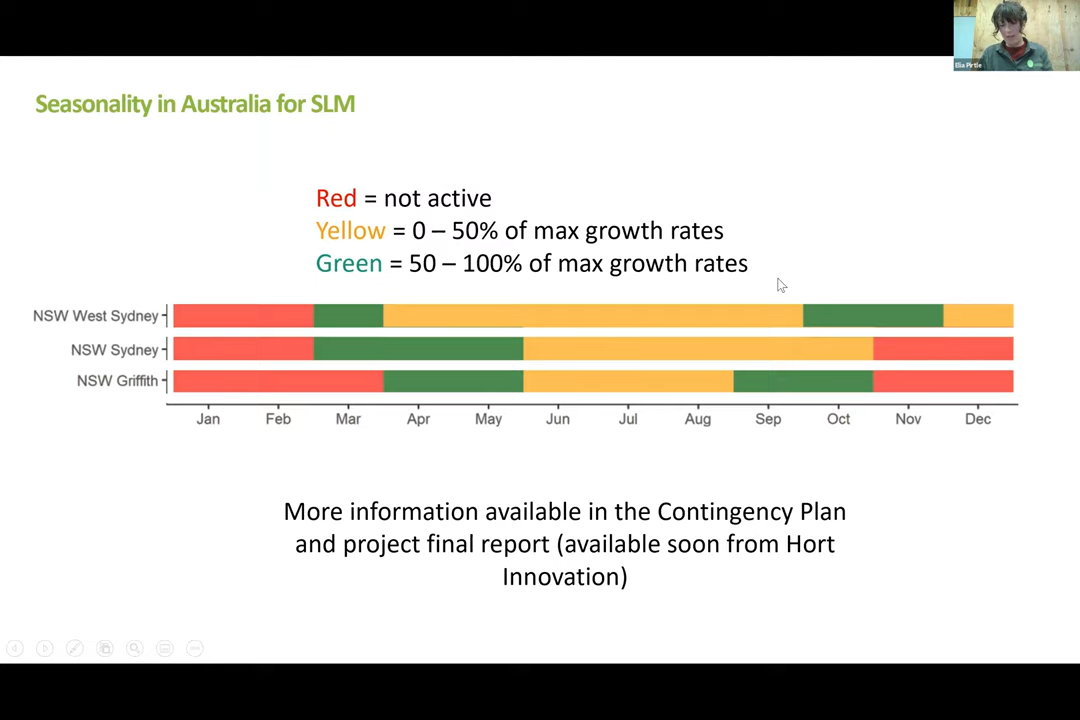 Elia Pirtle
Seasonality in Australia for SLM
Red = not active
Yellow = 0 – 50% of max growth rates
Green = 50 – 100% of max growth rates
NSW West Sydney
NSW Sydney
NSW Griffith
Jan Feb Mar Apr May Jun Jul Aug Sep Oct Nov Dec
More information available in the Contingency Plan
and project final report (available soon from Hort
Innovation)